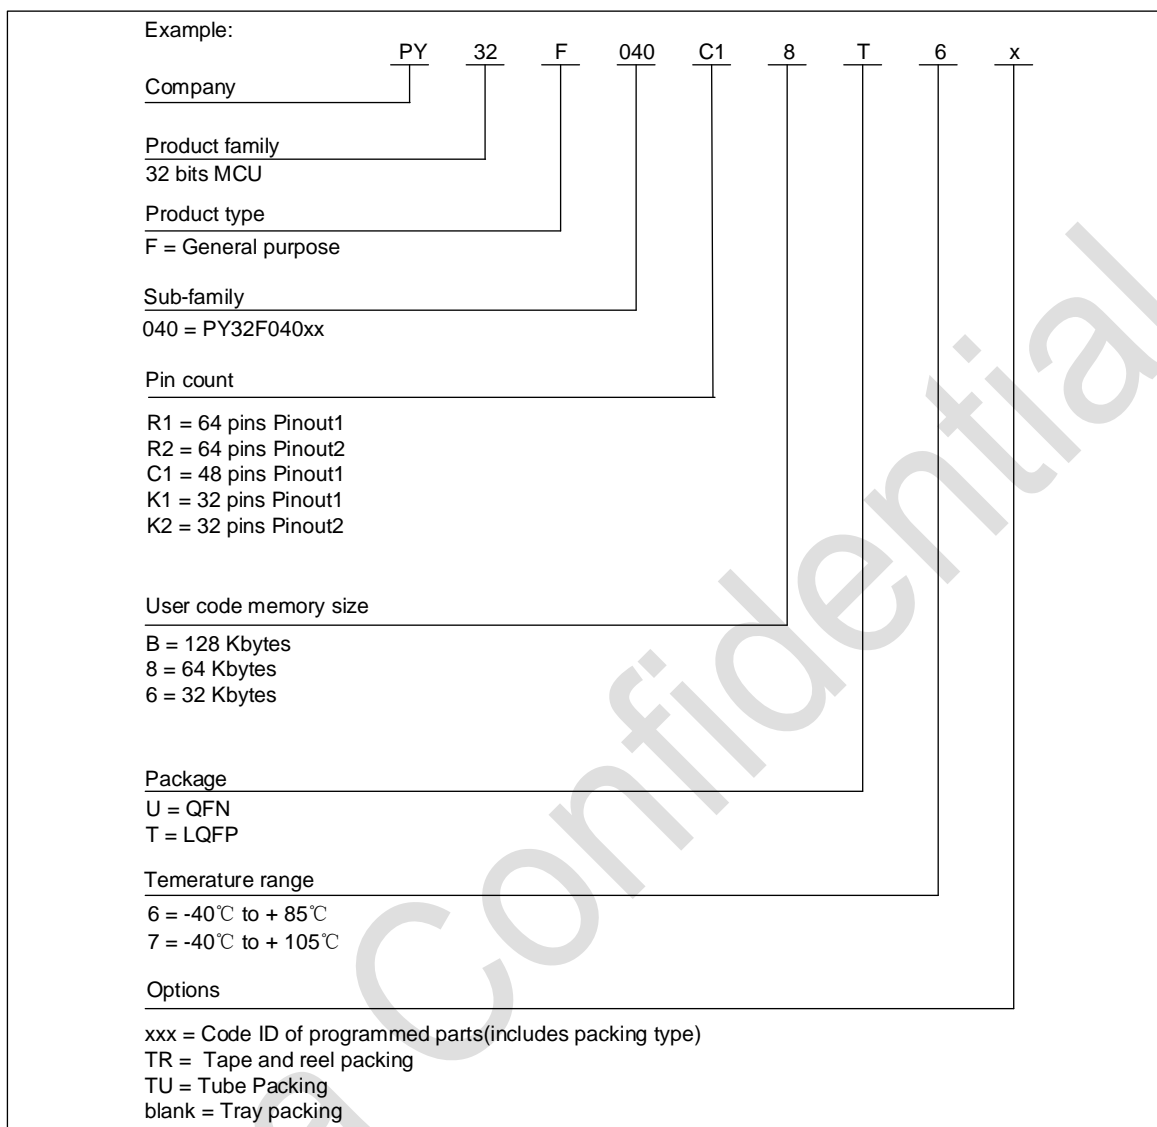 Example:
PY 32 F 040 C1 8 T 6 x
Company
Product family
32 bits MCU
Product type
F = General purpose
Sub-family
040 = PY32F040xx
Pin count
R1 = 64 pins Pinout1
R2 = 64 pins Pinout2
C1 = 48 pins Pinout1
K1 = 32 pins Pinout1
K2 = 32 pins Pinout2
User code memory size
B = 128 Kbytes
8 = 64 Kbytes
6 = 32 Kbytes
Package
U = QFN
T = LQFP
Temerature range
6 = -40℃ to + 85℃
7 = -40℃ to + 105℃
Options
xxx = Code ID of programmed parts(includes packing type)
TR = Tape and reel packing
TU = Tube Packing
blank = Tray packing
Confidential